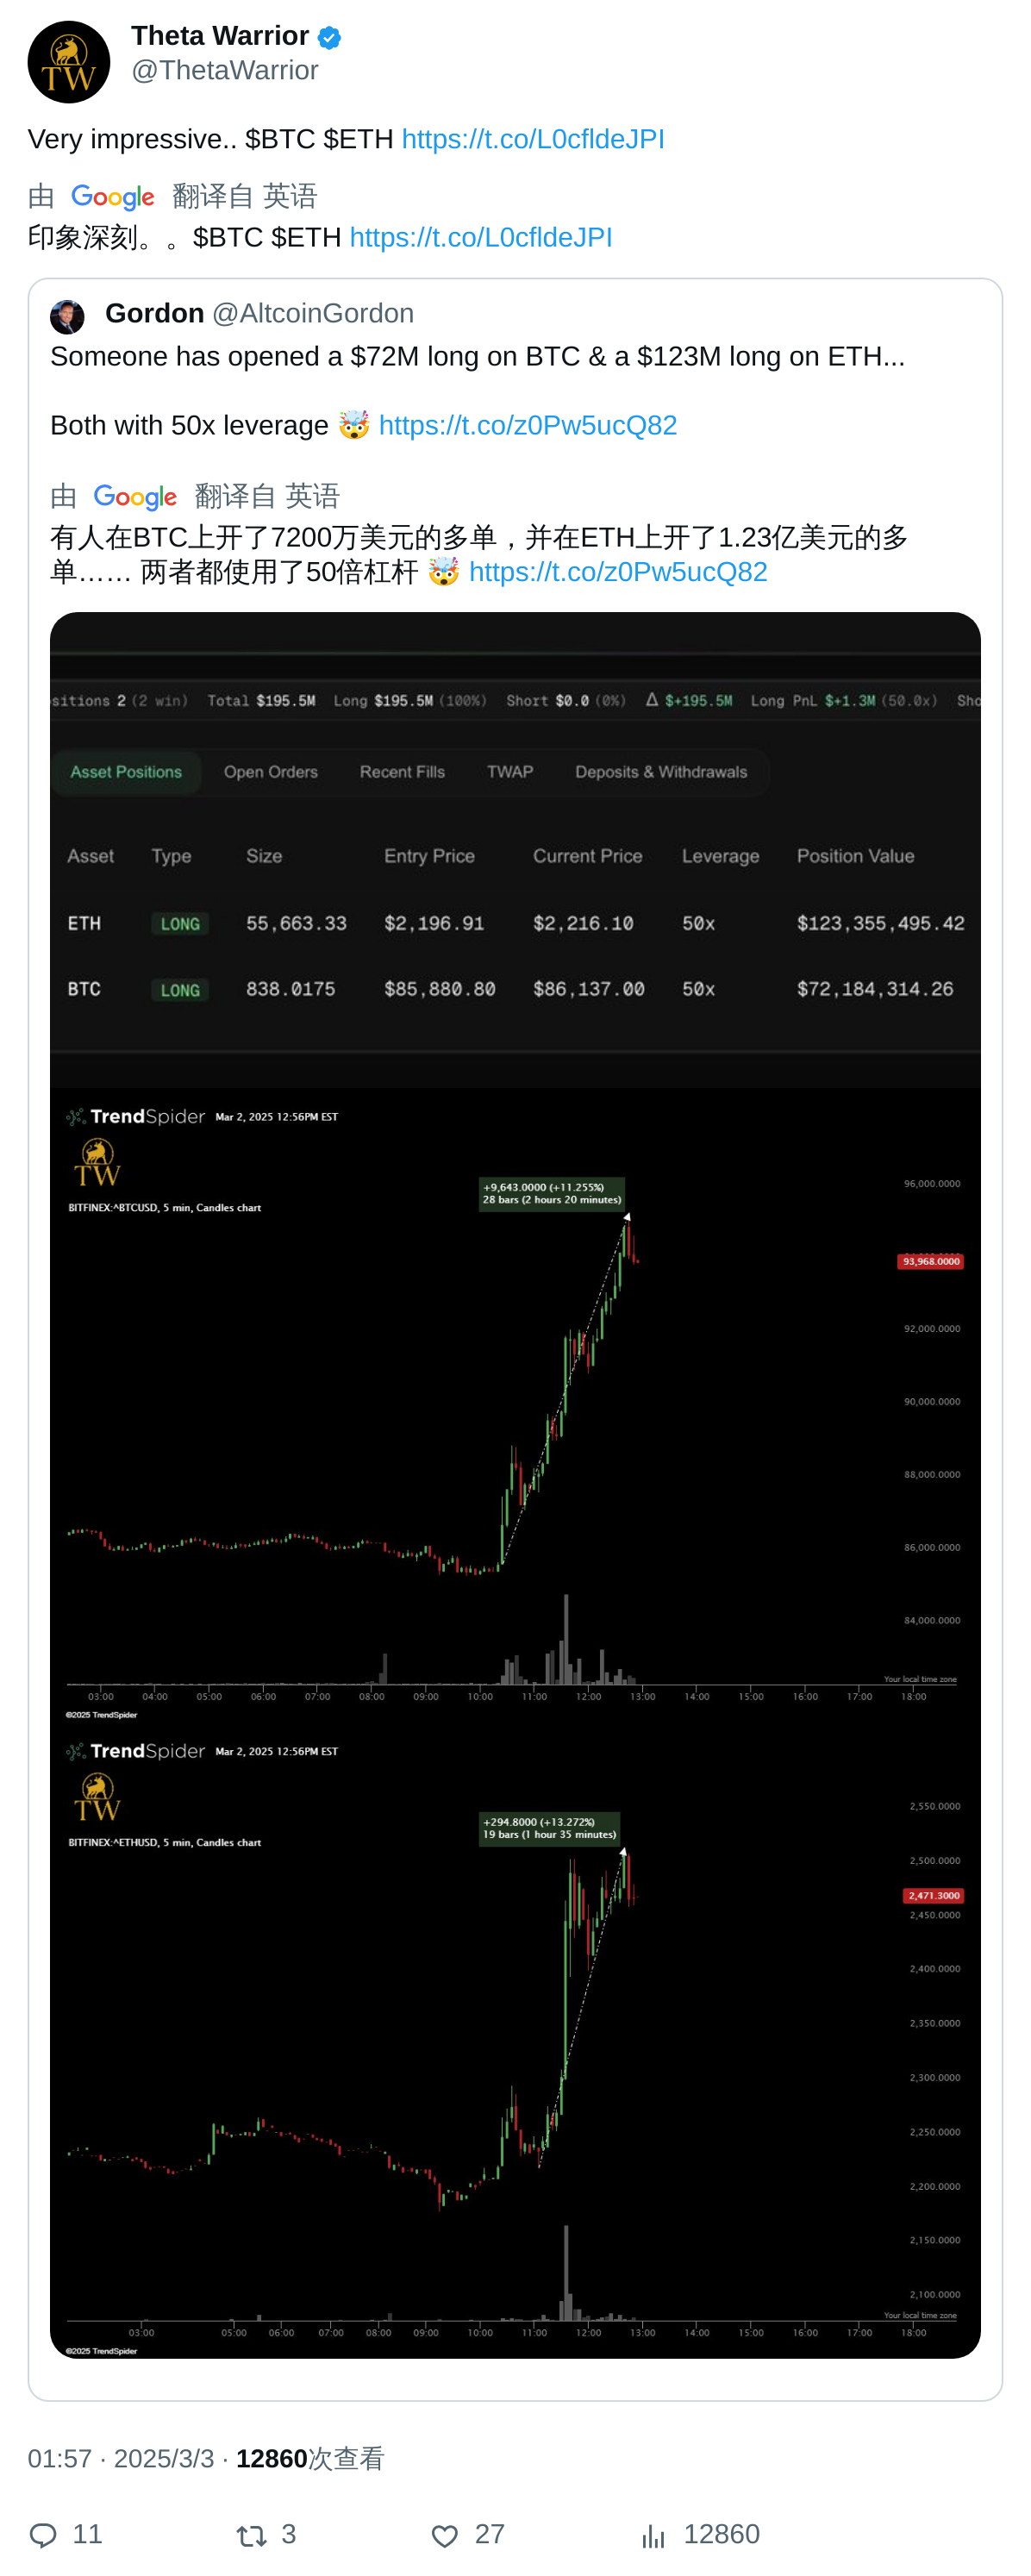 Theta Warrior
@ThetaWarrior
TW
Very impressive.. $BTC $ETH https://t.co/L0cfldeJPI
由 Google 翻译自 英语
印象深刻。。$BTC $ETH https://t.co/L0cfldeJPI
Gordon @AltcoinGordon
Someone has opened a $72M long on BTC & a $123M long on ETH...
Both with 50x leverage 🤯 https://t.co/z0Pw5ucQ82
由 Google 翻译自 英语
有人在BTC上开了7200万美元的多单，并在ETH上开了1.23亿美元的多
单…… 两者都使用了50倍杠杆 🤯 https://t.co/z0Pw5ucQ82
sitions 2 (2 win) Total $195.5M Long $195.5M (100%) Short $0.0 (0%) Δ $+195.5M Long PnL $+1.3M (50.0x) Sho
Asset Positions Open Orders Recent Fills TWAP Deposits & Withdrawals
Asset Type Size Entry Price Current Price Leverage Position Value
ETH LONG 55,663.33 $2,196.91 $2,216.10 50x $123,355,495.42
BTC LONG 838.0175 $85,880.80 $86,137.00 50x $72,184,314.26
TrendSpider Mar 2, 2025 12:56PM EST
TW
BITFINEX:^BTCUSD, 5 min, Candles chart
+9,643.0000 (+11.255%)
28 bars (2 hours 20 minutes)
96,000.0000
93,968.0000
92,000.0000
90,000.0000
88,000.0000
86,000.0000
84,000.0000
Your local time zone
03:00 04:00 05:00 06:00 07:00 08:00 09:00 10:00 11:00 12:00 13:00 14:00 15:00 16:00 17:00 18:00
©2025 TrendSpider
TrendSpider Mar 2, 2025 12:56PM EST
TW
BITFINEX:^ETHUSD, 5 min, Candles chart
+294.8000 (+13.272%)
19 bars (1 hour 35 minutes)
2,550.0000
2,500.0000
2,471.3000
2,450.0000
2,400.0000
2,350.0000
2,300.0000
2,250.0000
2,200.0000
2,150.0000
2,100.0000
Your local time zone
03:00 05:00 06:00 07:00 08:00 09:00 10:00 11:00 12:00 13:00 14:00 15:00 16:00 17:00 18:00
©2025 TrendSpider
01:57 · 2025/3/3 · 12860次查看
11 3 27 12860